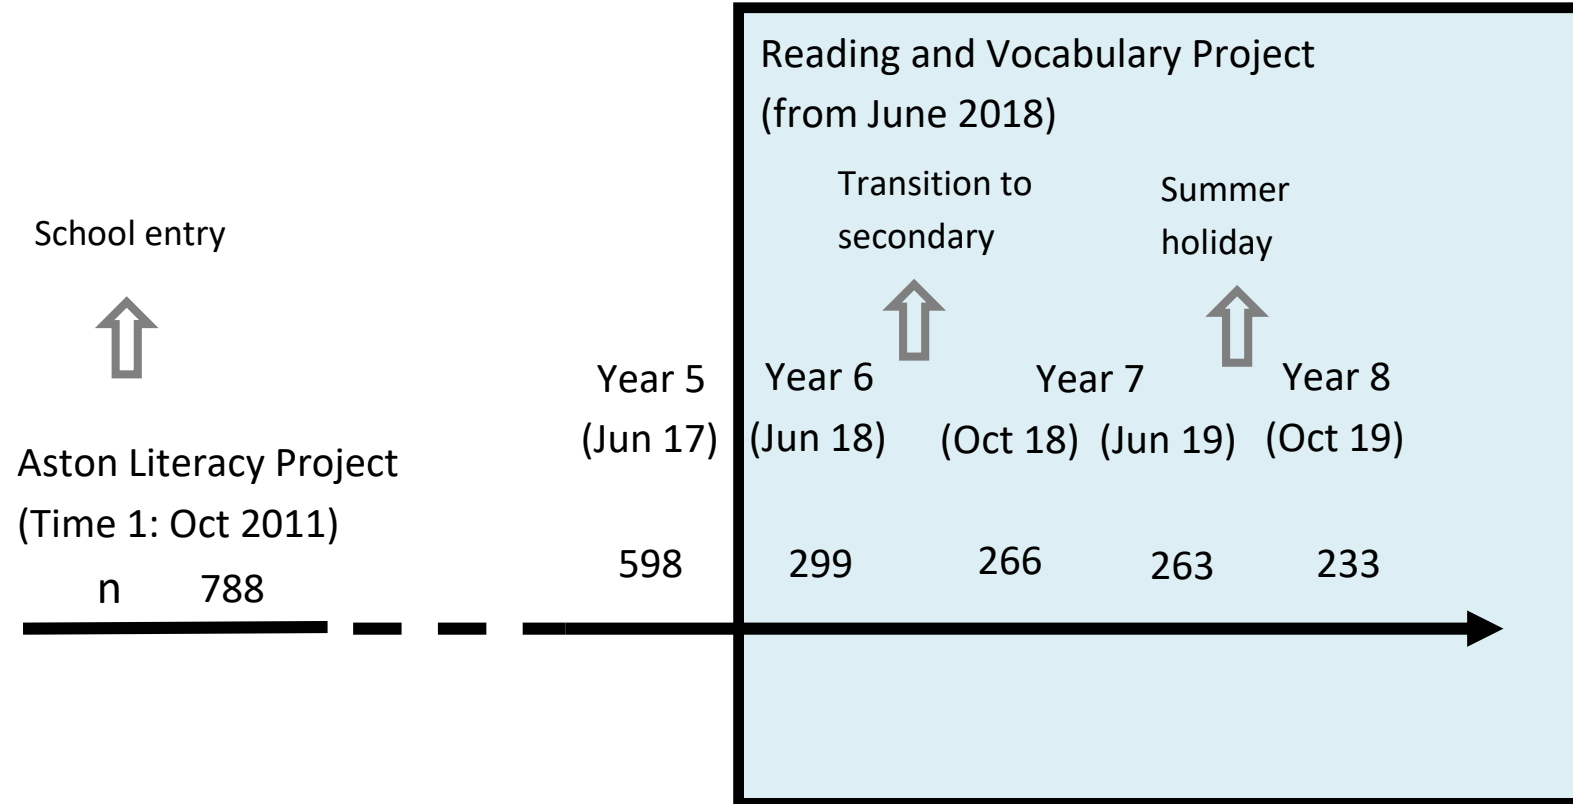 Reading and Vocabulary Project
(from June 2018)
Transition to
secondary
Summer
holiday
School entry
Year 5
(Jun 17)
Year 6
(Jun 18)
Year 7
(Oct 18) (Jun 19)
Year 8
(Oct 19)
Aston Literacy Project
(Time 1: Oct 2011)
n 788
598
299
266
263
233